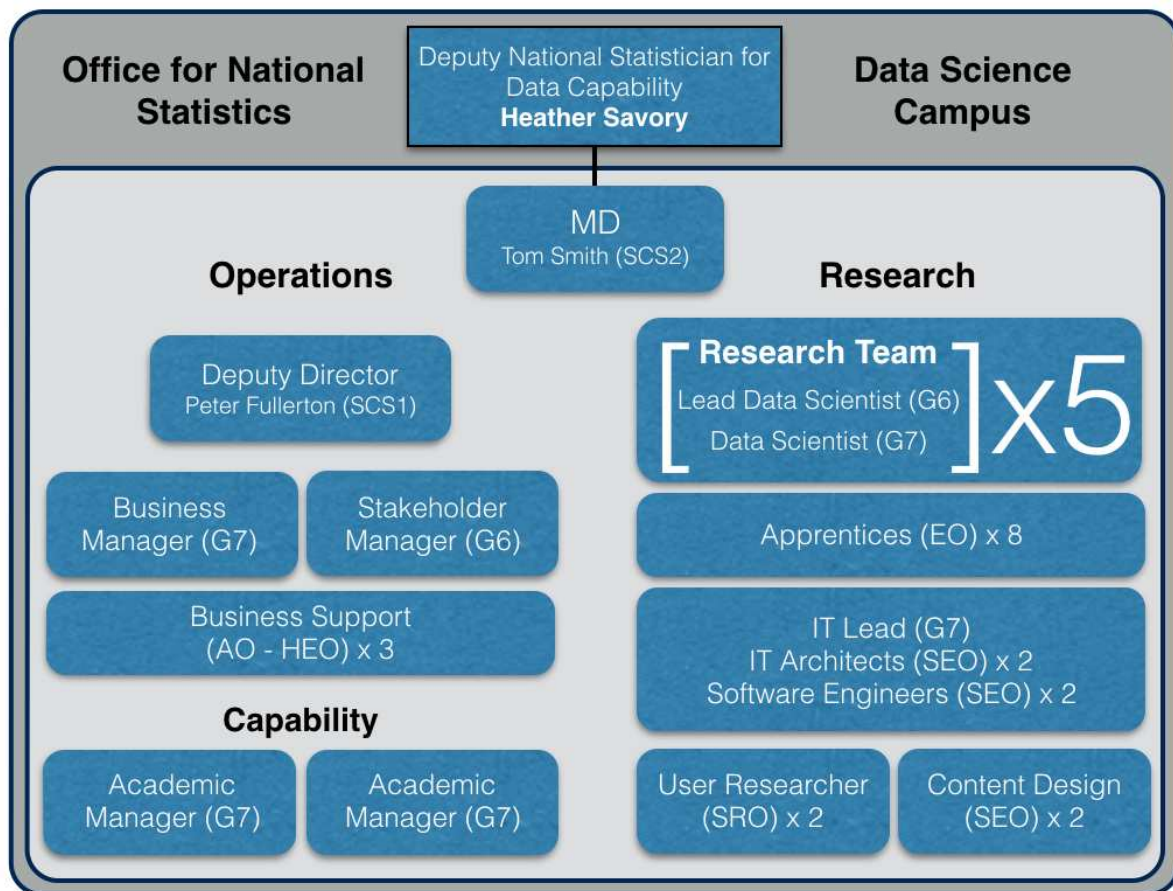 Office for National
Statistics
Deputy National Statistician for
Data Capability
Heather Savory
Data Science
Campus
MD
Tom Smith (SCS2)
Operations
Deputy Director
Peter Fullerton (SCS1)
Business
Manager (G7)
Stakeholder
Manager (G6)
Business Support
(AO - HEO) x 3
Capability
Academic
Manager (G7)
Academic
Manager (G7)
Research
[Research Team
Lead Data Scientist (G6)
Data Scientist (G7)] x5
Apprentices (EO) x 8
IT Lead (G7)
IT Architects (SEO) x 2
Software Engineers (SEO) x 2
User Researcher
(SRO) x 2
Content Design
(SEO) x 2